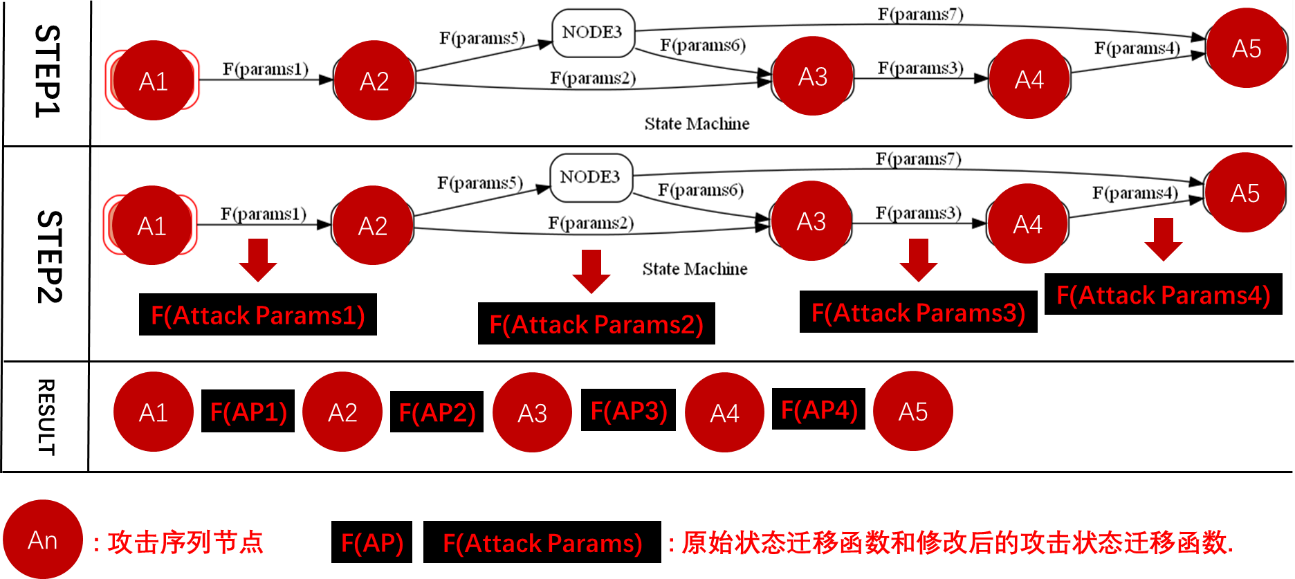 STEP1
F(params7)
F(params5)
NODE3
F(params6)
F(params4)
A5
A1
F(params1)
A2
F(params2)
A3
F(params3)
A4
State Machine
STEP2
F(params7)
F(params5)
NODE3
F(params6)
F(params4)
A5
A1
F(params1)
A2
F(params2)
A3
F(params3)
A4
State Machine
F(Attack Params1)
F(Attack Params2)
F(Attack Params3)
F(Attack Params4)
RESULT
A1 F(AP1) A2 F(AP2) A3 F(AP3) A4 F(AP4) A5
An : 攻击序列节点 F(AP) F(Attack Params) : 原始状态迁移函数和修改后的攻击状态迁移函数.